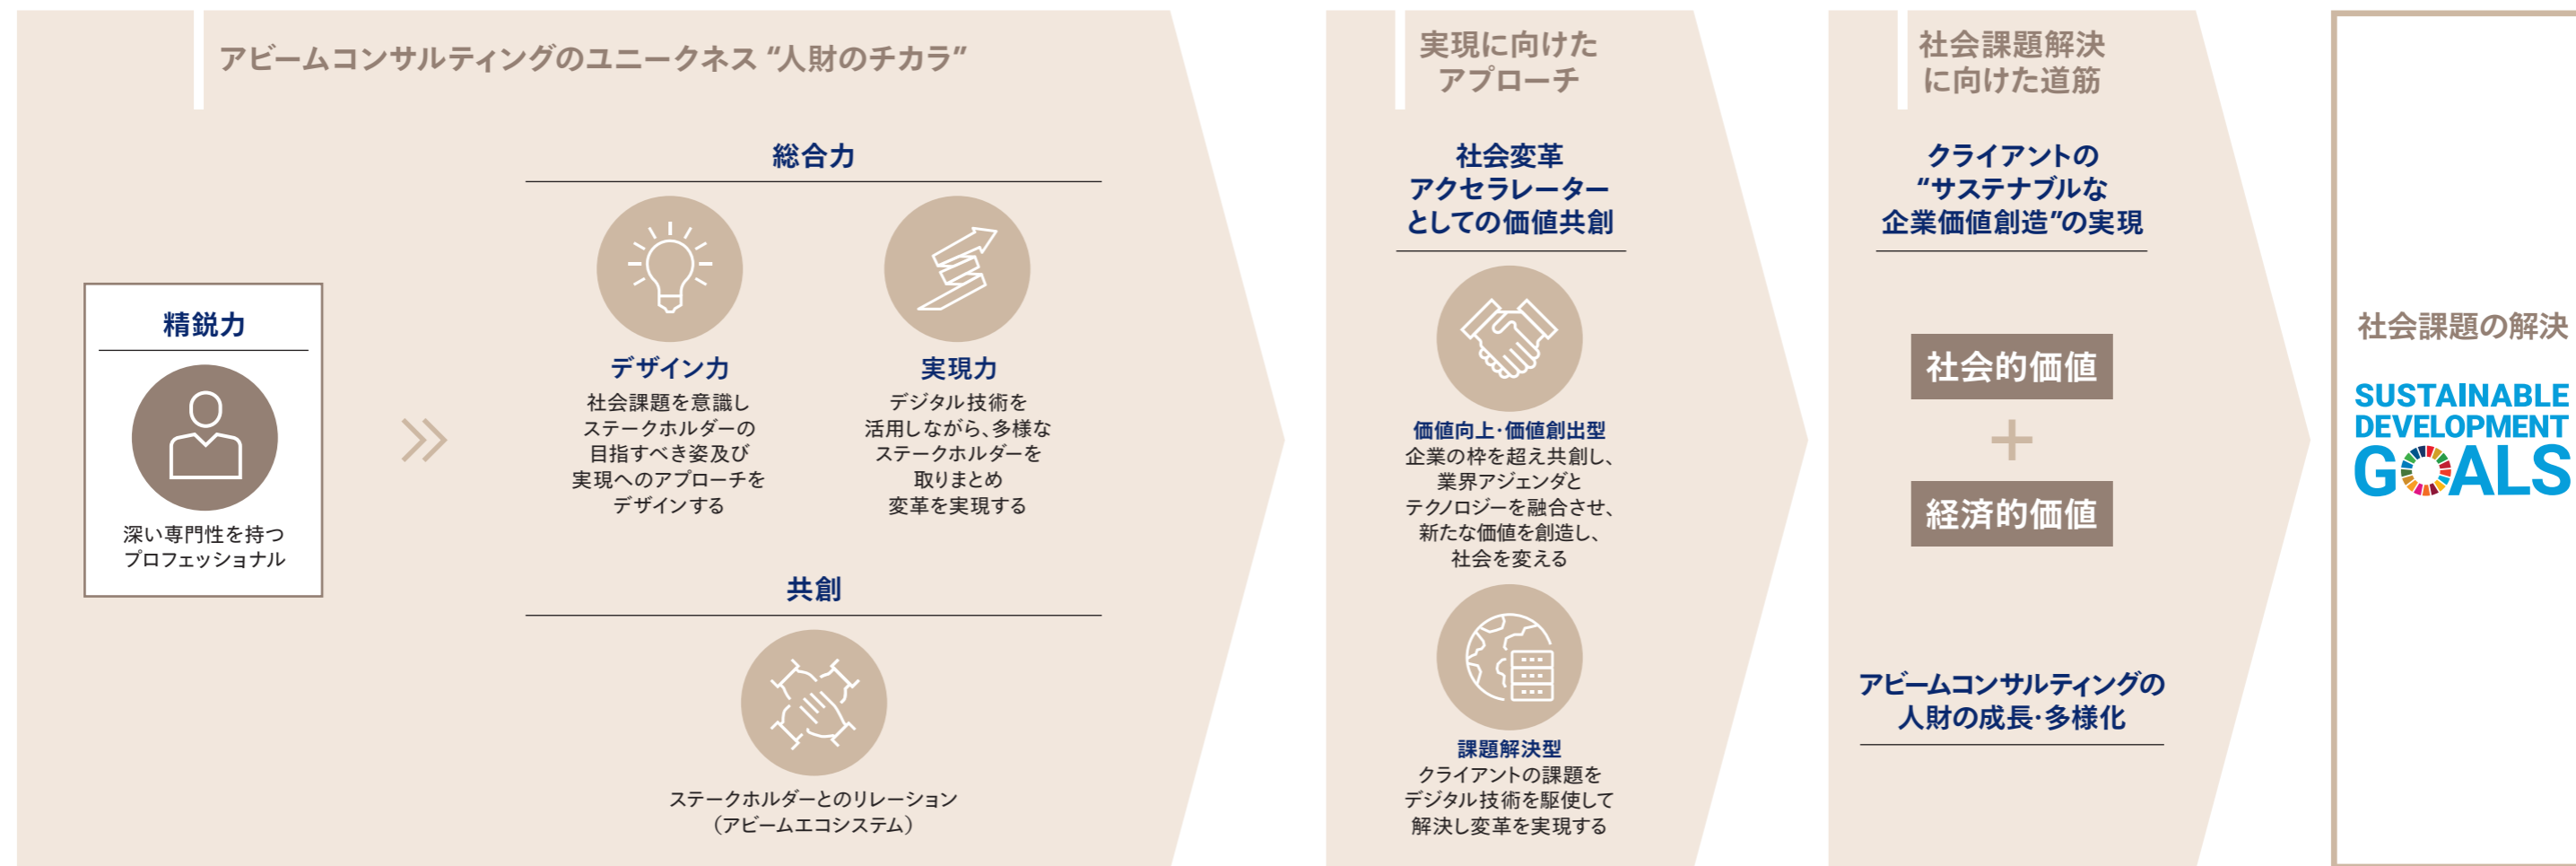 アビームコンサルティングのユニークネス “人財のチカラ”
精鋭力
深い専門性を持つ
プロフェッショナル
総合力
デザイン力
社会課題を意識し
ステークホルダーの
目指すべき姿及び
実現へのアプローチを
デザインする
実現力
デジタル技術を
活用しながら、多様な
ステークホルダーを
取りまとめ
変革を実現する
共創
ステークホルダーとのリレーション
（アビームエコシステム）
実現に向けた
アプローチ
社会変革
アクセラレーター
としての価値共創
価値向上・価値創出型
企業の枠を超え共創し、
業界アジェンダと
テクノロジーを融合させ、
新たな価値を創造し、
社会を変える
課題解決型
クライアントの課題を
デジタル技術を駆使して
解決し変革を実現する
社会課題解決
に向けた道筋
クライアントの
“サステナブルな
企業価値創造”の実現
社会的価値
+
経済的価値
アビームコンサルティングの
人財の成長・多様化
社会課題の解決
SUSTAINABLE
DEVELOPMENT
GOALS